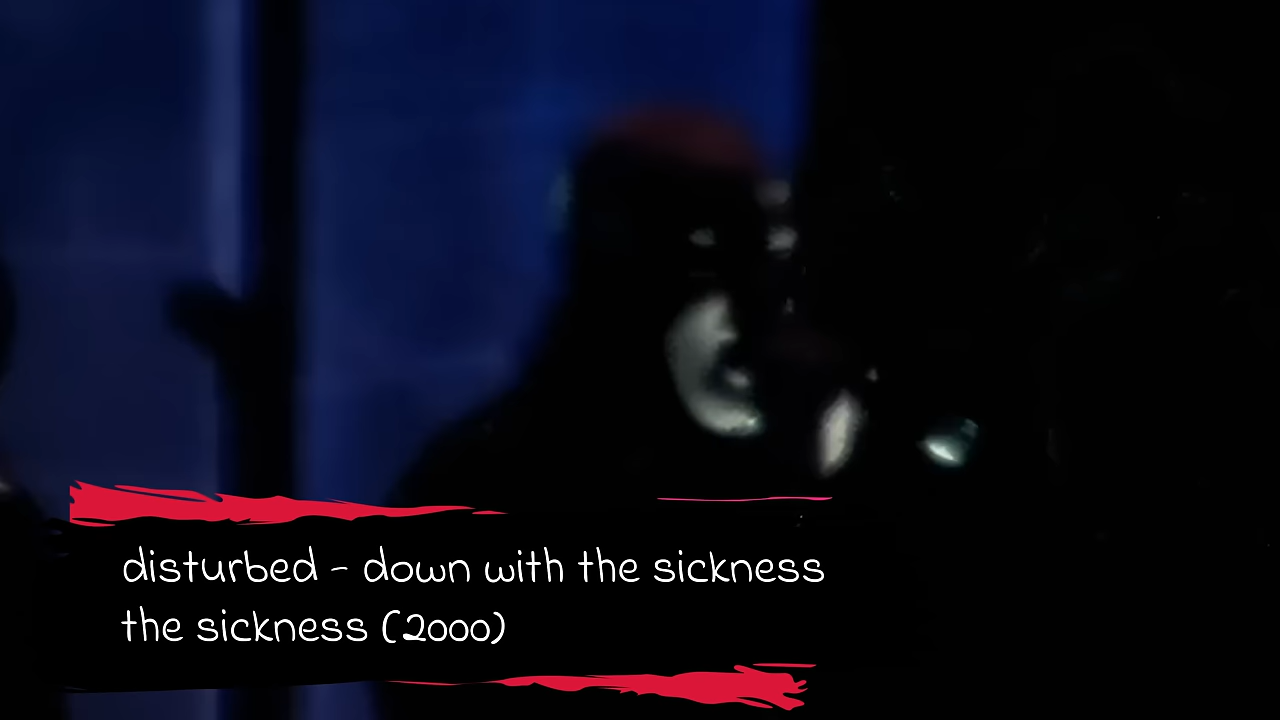 disturbed - down with the sickness
the sickness (2000)